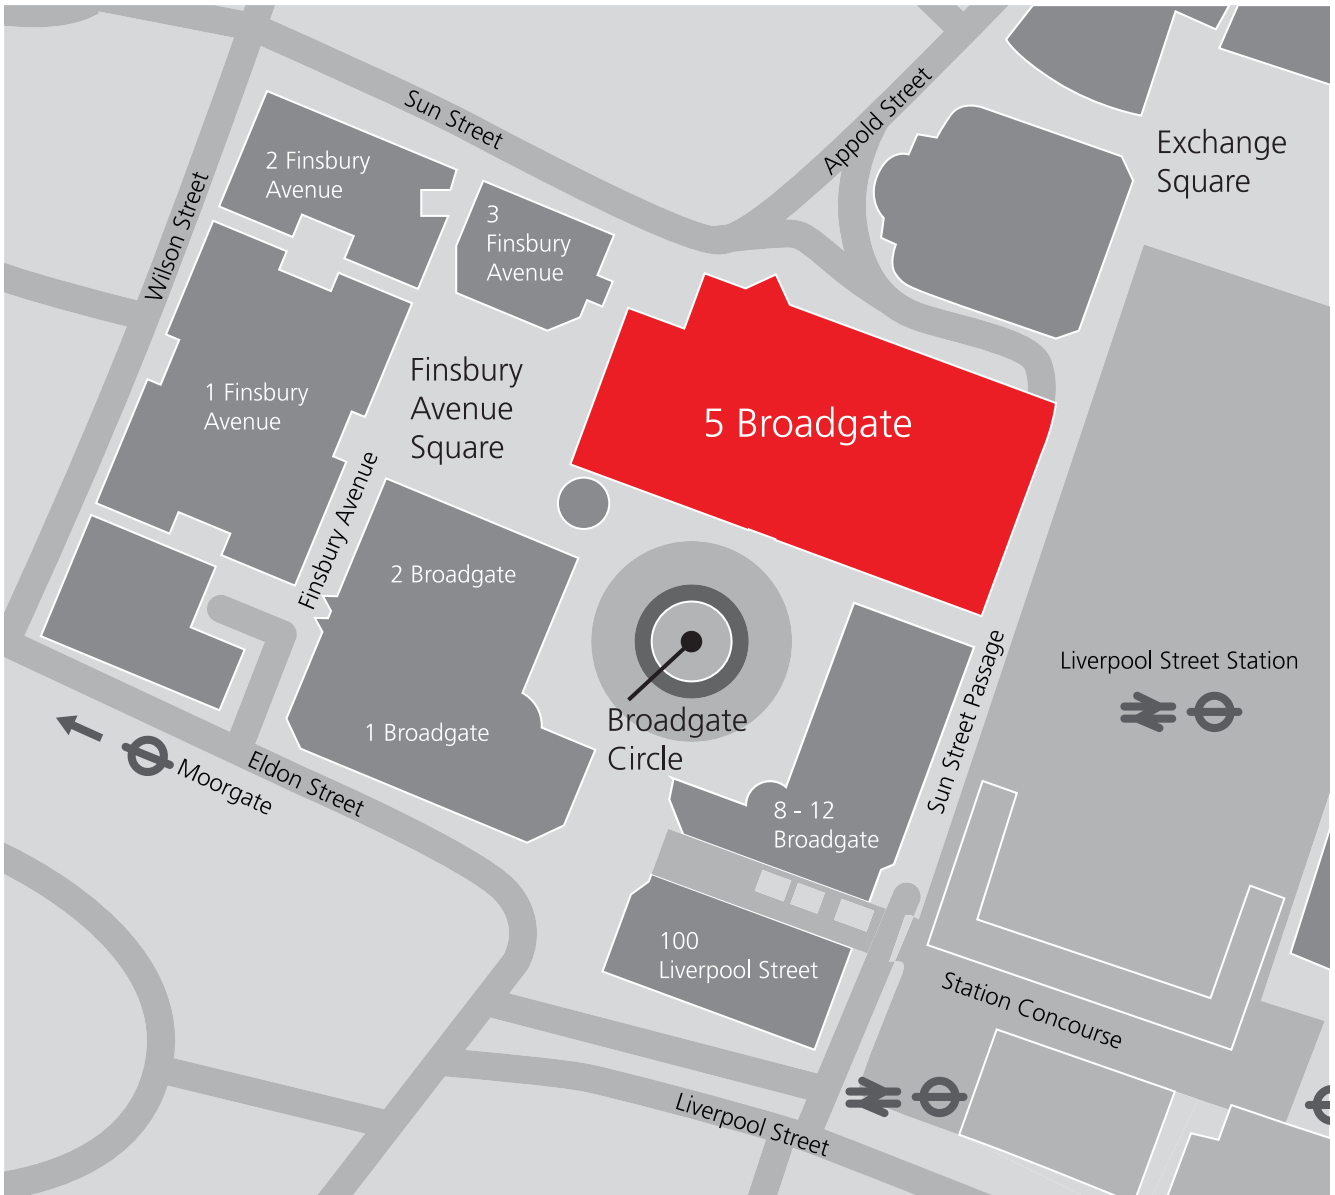 Sun Street
Appold Street
Exchange
Square
2 Finsbury
Avenue
Wilson Street
3
Finsbury
Avenue
Finsbury
Avenue
Square
1 Finsbury
Avenue
5 Broadgate
Finsbury Avenue
2 Broadgate
Sun Street Passage
Liverpool Street Station
Broadgate
Circle
1 Broadgate
Moorgate
Eldon Street
8 - 12
Broadgate
100
Liverpool Street
Station Concourse
Liverpool Street